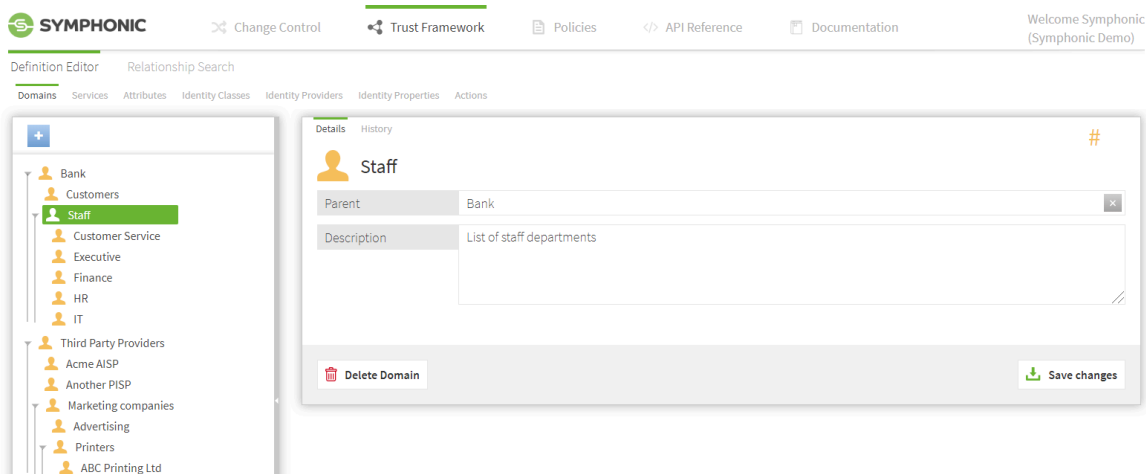 SYMPHONIC
Change Control
Trust Framework
Policies
</> API Reference
Documentation
Welcome Symphonic
(Symphonic Demo)
Definition Editor
Relationship Search
Domains
Services
Attributes
Identity Classes
Identity Providers
Identity Properties
Actions
+
Bank
Customers
Staff
Customer Service
Executive
Finance
HR
IT
Third Party Providers
Acme AISP
Another PISP
Marketing companies
Advertising
Printers
ABC Printing Ltd
Details
History
#
Staff
Parent
Bank
×
Description
List of staff departments
Delete Domain
Save changes